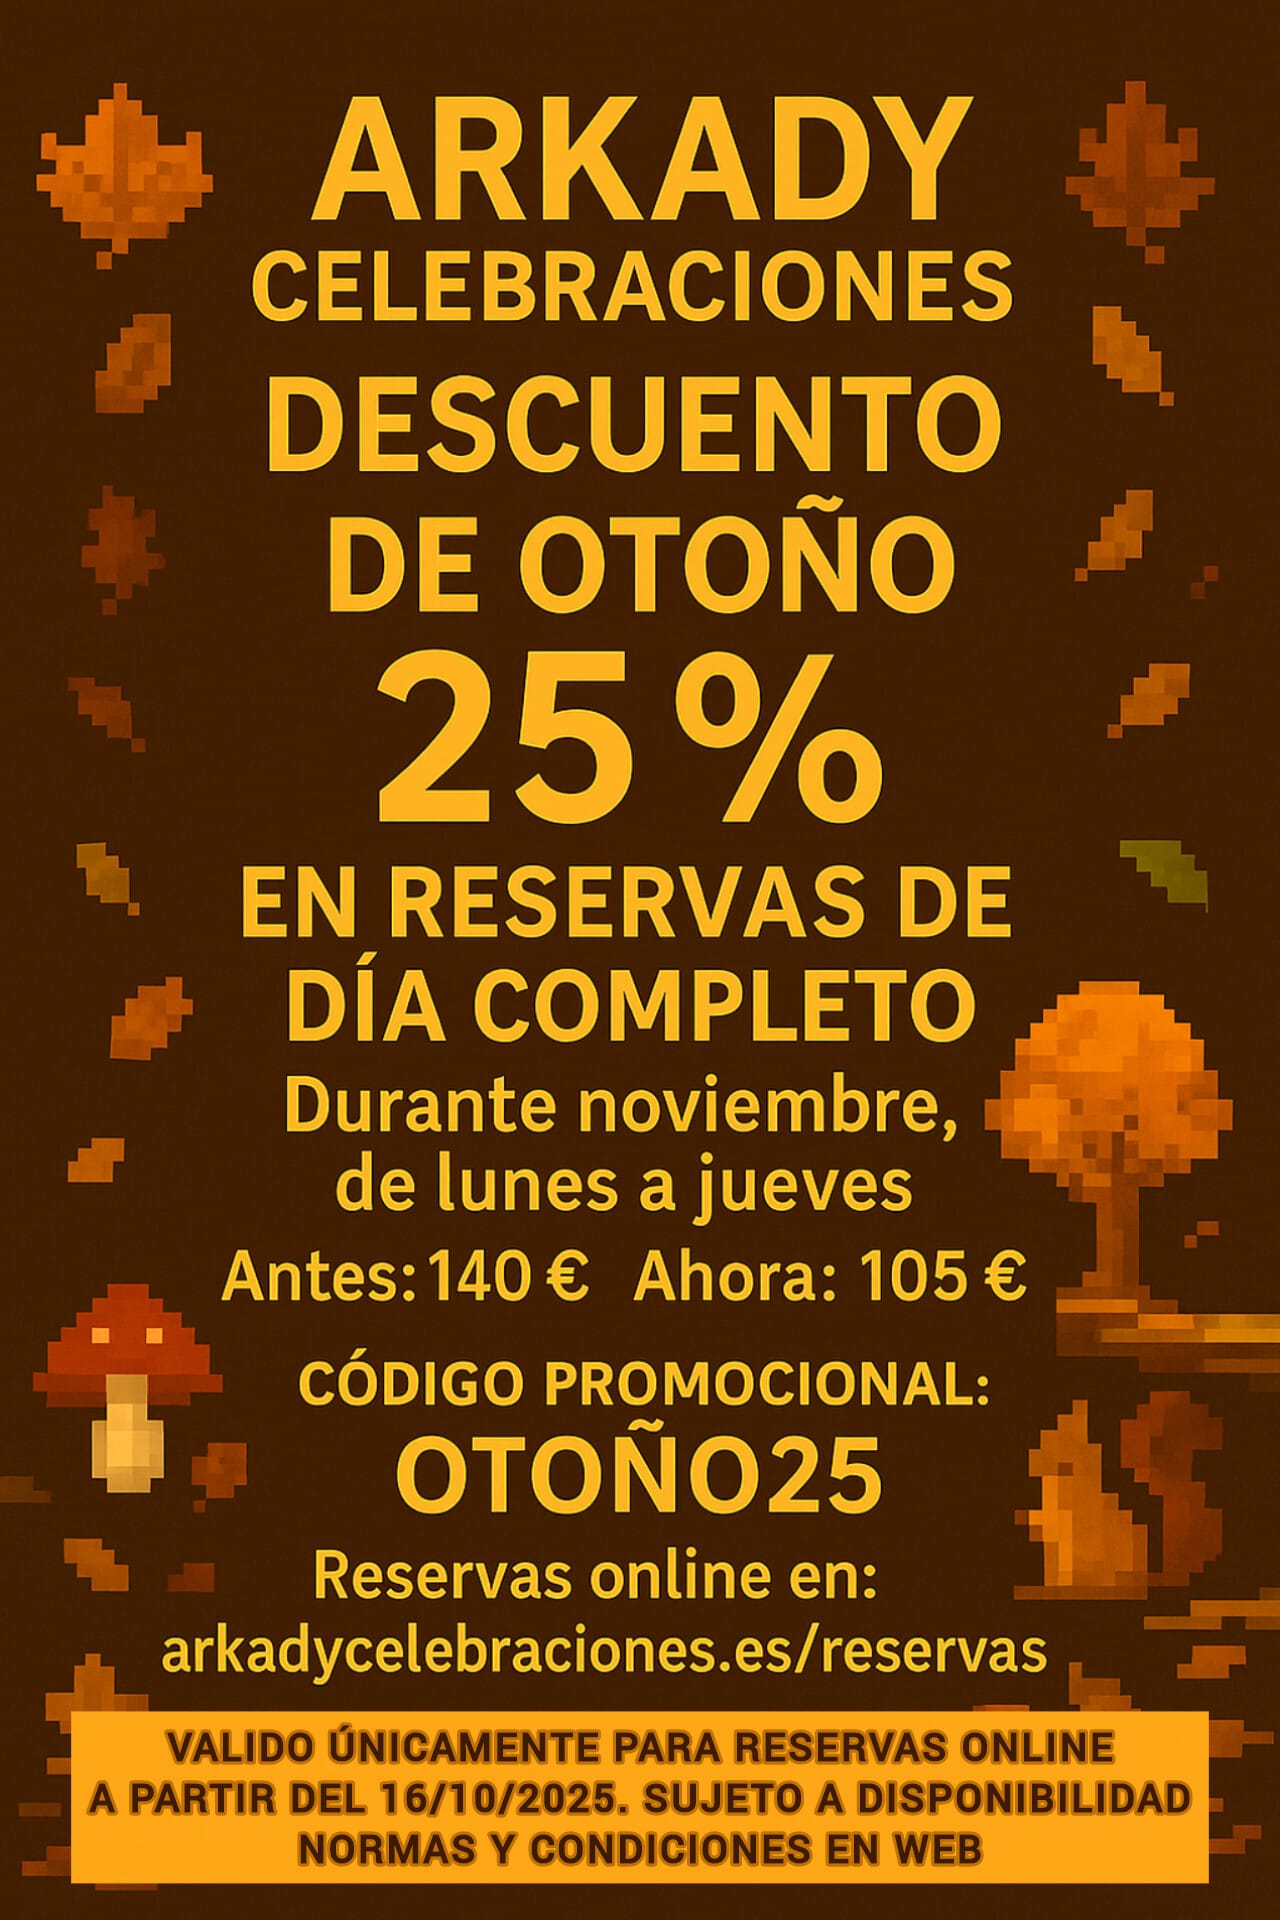 ARKADY
CELEBRACIONES
DESCUENTO
DE OTOÑO
25 %
EN RESERVAS DE
DÍA COMPLETO
Durante noviembre,
de lunes a jueves
Antes: 140 € Ahora: 105 €
CÓDIGO PROMOCIONAL:
OTOÑO25
Reservas online en:
arkadycelebraciones.es/reservas
VALIDO ÚNICAMENTE PARA RESERVAS ONLINE
A PARTIR DEL 16/10/2025. SUJETO A DISPONIBILIDAD
NORMAS Y CONDICIONES EN WEB